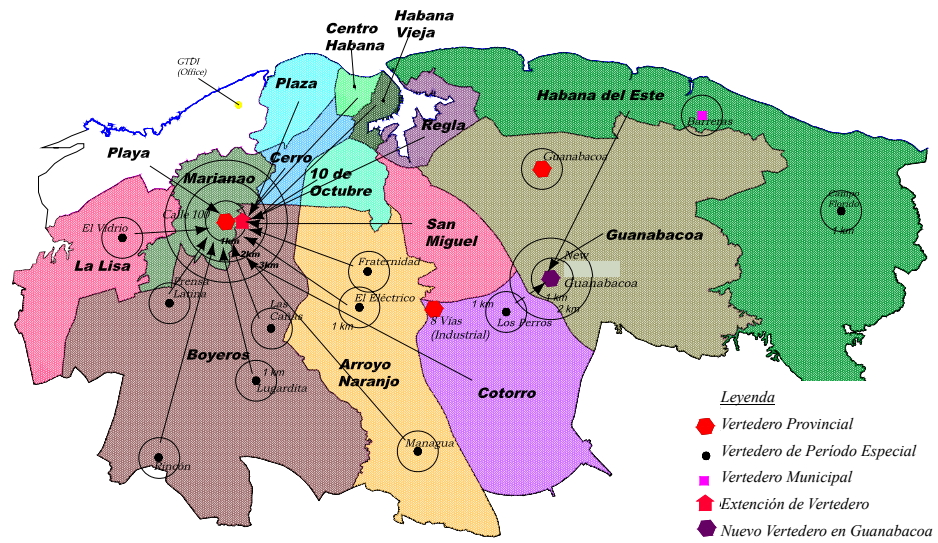 Habana
Vieja
Centro
Habana
GTDI
(Office)
Plaza
Habana del Este
Barreras
Regla
Playa
Cerro
Guanabacoa
Marianao
10 de
Octubre
Campo
Florido
1 km
Calle 100
El Vidrio
San
Miguel
1km
2km
3km
Guanabacoa
La Lisa
New
Guanabacoa
Fraternidad
Prensa
Latina
El Eléctrico
1 km
1 km
2 km
1 km
Las
Cañas
8 Vías
(Industrial)
Los Perros
Boyeros
Arroyo
Naranjo
1 km
Lugardita
Cotorro
Managua
Rincón
Leyenda
Vertedero Provincial
Vertedero de Período Especial
Vertedero Municipal
Extención de Vertedero
Nuevo Vertedero en Guanabacoa